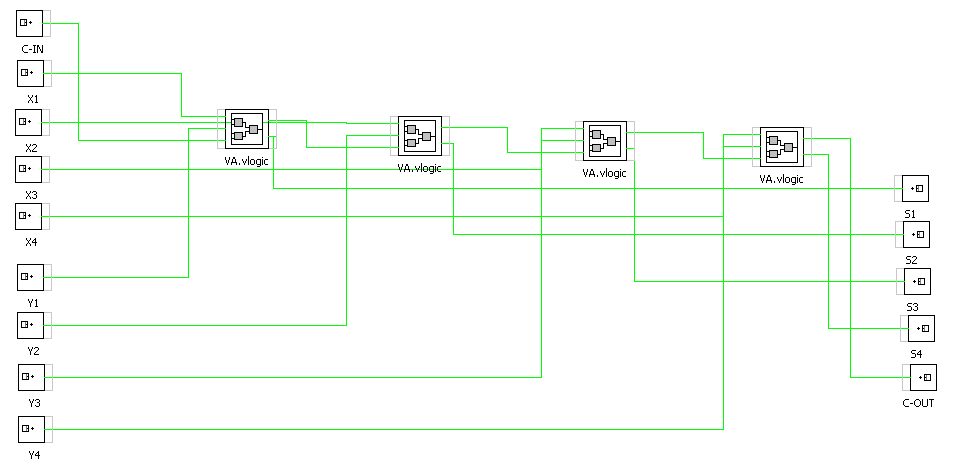 C-IN
X1
X2
X3
X4
Y1
Y2
Y3
Y4
VA.vlogic
VA.vlogic
VA.vlogic
VA.vlogic
S1
S2
S3
S4
C-OUT